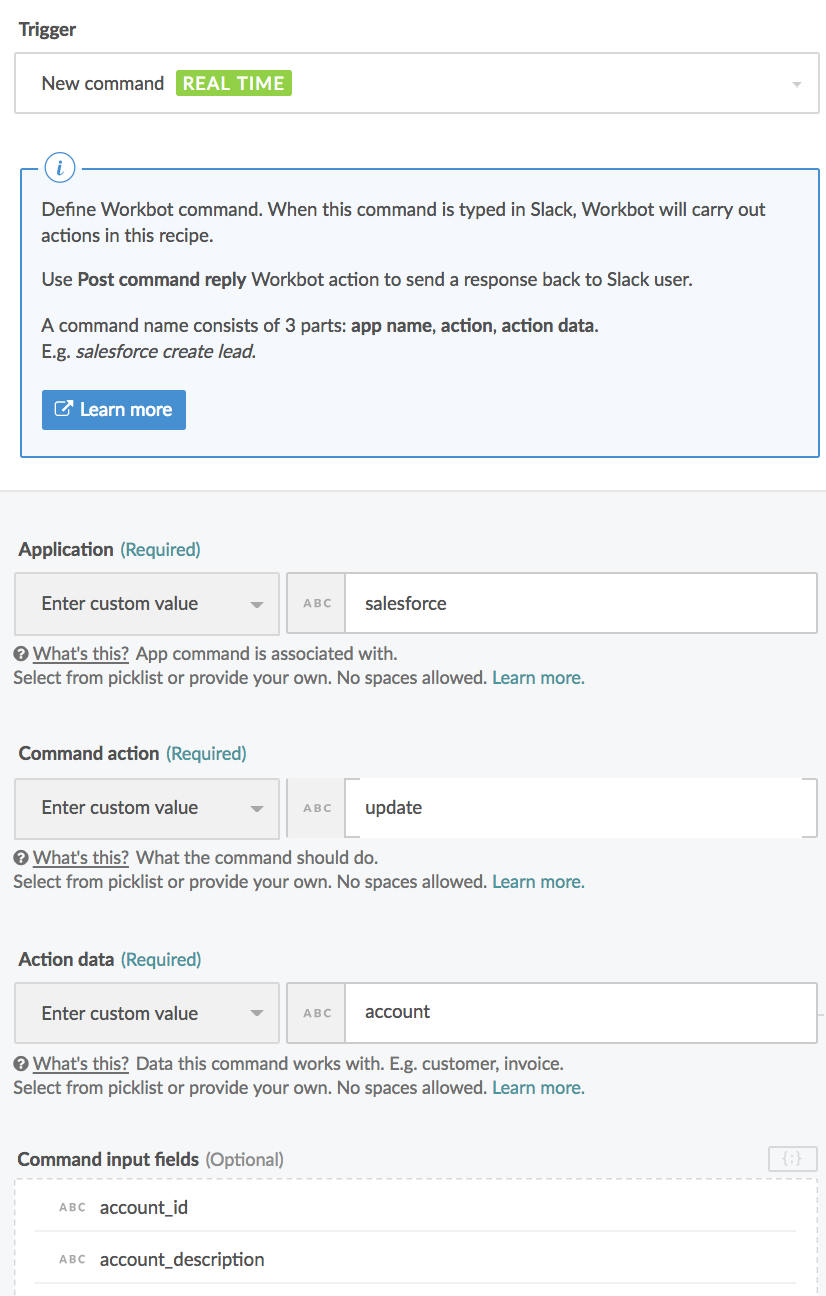 Trigger
New command REAL TIME
i
Define Workbot command. When this command is typed in Slack, Workbot will carry out
actions in this recipe.
Use Post command reply Workbot action to send a response back to Slack user.
A command name consists of 3 parts: app name, action, action data.
E.g. salesforce create lead.
Learn more
Application (Required)
Enter custom value ABC salesforce
? What's this? App command is associated with.
Select from picklist or provide your own. No spaces allowed. Learn more.
Command action (Required)
Enter custom value ABC update
? What's this? What the command should do.
Select from picklist or provide your own. No spaces allowed. Learn more.
Action data (Required)
Enter custom value ABC account
? What's this? Data this command works with. E.g. customer, invoice.
Select from picklist or provide your own. No spaces allowed. Learn more.
Command input fields (Optional) {;}
ABC account_id
ABC account_description